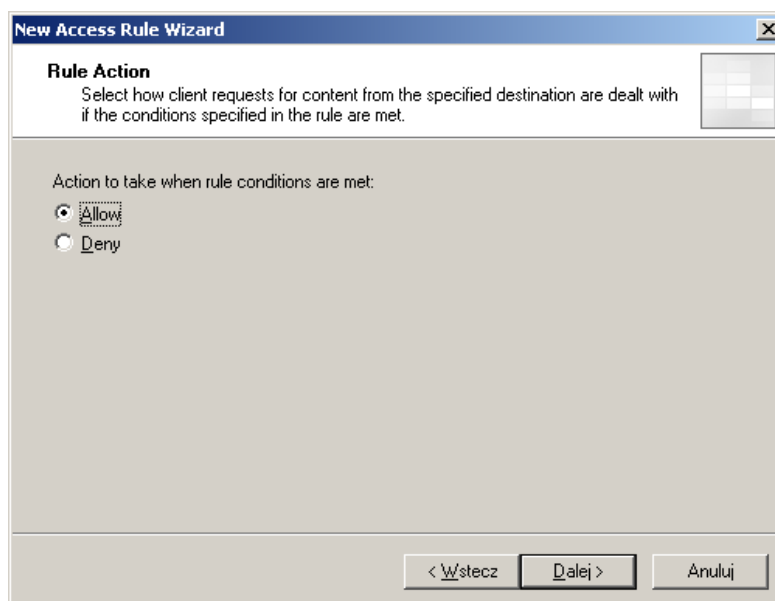 New Access Rule Wizard
Rule Action
Select how client requests for content from the specified destination are dealt with
if the conditions specified in the rule are met.
Action to take when rule conditions are met:
Allow
Deny
< Wstecz Dalej > Anuluj